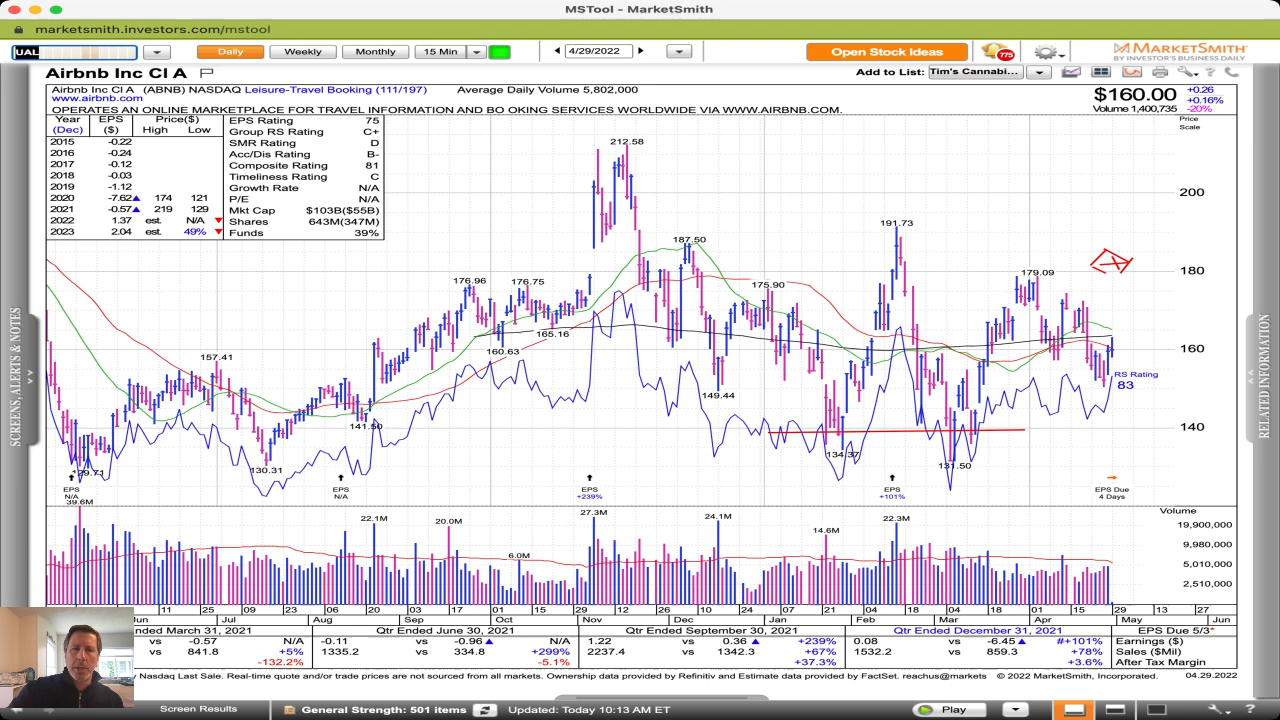 MSTool – MarketSmith
marketsmith.investors.com/mstool
UAL Daily Weekly Monthly 15 Min 4/29/2022 Open Stock Ideas 775 MARKETSMITH
BY INVESTOR'S BUSINESS DAILY
Airbnb Inc Cl A Add to List: Tim's Cannabi...
Airbnb Inc Cl A (ABNB) NASDAQ Leisure-Travel Booking (111/197) Average Daily Volume 5,802,000 $160.00 +0.26
www.airbnb.com +0.16%
OPERATES AN ONLINE MARKETPLACE FOR TRAVEL INFORMATION AND BO OKING SERVICES WORLDWIDE VIA WWW.AIRBNB.COM. Volume 1,400,735 -20%
Year EPS Price($)
(Dec) ($) High Low
2015 -0.22
2016 -0.24
2017 -0.12
2018 -0.03
2019 -1.12
2020 -7.62 174 121
2021 -0.57 219 129
2022 1.37 est. N/A
2023 2.04 est. 49%
EPS Rating 75
Group RS Rating C+
SMR Rating D
Acc/Dis Rating B-
Composite Rating 81
Timeliness Rating C
Growth Rate N/A
P/E N/A
Mkt Cap $103B($55B)
Shares 643M(347M)
Funds 39%
Price
Scale
200
180
160
140
212.58
191.73
187.50
179.09
176.96 176.75 175.90
165.16
160.63
157.41
149.44
141.50
134.37
131.50
130.31
129.71
RS Rating
83
EPS EPS EPS EPS EPS Due
N/A N/A +239% +101% 4 Days
39.6M
Volume
22.1M 20.0M 6.0M 27.3M 24.1M 14.6M 22.3M
19,900,000
9,980,000
5,010,000
2,510,000
11 25 09 23 06 20 03 17 01 15 29 12 26 10 24 07 21 04 18 04 18 01 15 29 13 27
Jun Jul Aug Sep Oct Nov Dec Jan Feb Mar Apr May Jun
nded March 31, 2021 Qtr Ended June 30, 2021 Qtr Ended September 30, 2021 Qtr Ended December 31, 2021 EPS Due 5/3*
vs -0.57 N/A -0.11 vs -0.96 N/A 1.22 vs 0.36 +239% 0.08 vs -6.45 #+101% Earnings ($)
vs 841.8 +5% 1335.2 vs 334.8 +299% 2237.4 vs 1342.3 +67% 1532.2 vs 859.3 +78% Sales ($Mil)
-132.2% -5.1% +37.3% +3.6% After Tax Margin
y Nasdaq Last Sale. Real-time quote and/or trade prices are not sourced from all markets. Ownership data provided by Refinitiv and Estimate data provided by FactSet. reachus@markets © 2022 MarketSmith, Incorporated. 04.29.2022
SCREENS, ALERTS & NOTES
RELATED INFORMATION
Screen Results General Strength: 501 items Updated: Today 10:13 AM ET Play